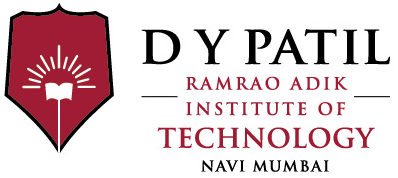 D Y PATIL
RAMRAO ADIK
INSTITUTE OF
TECHNOLOGY
NAVI MUMBAI